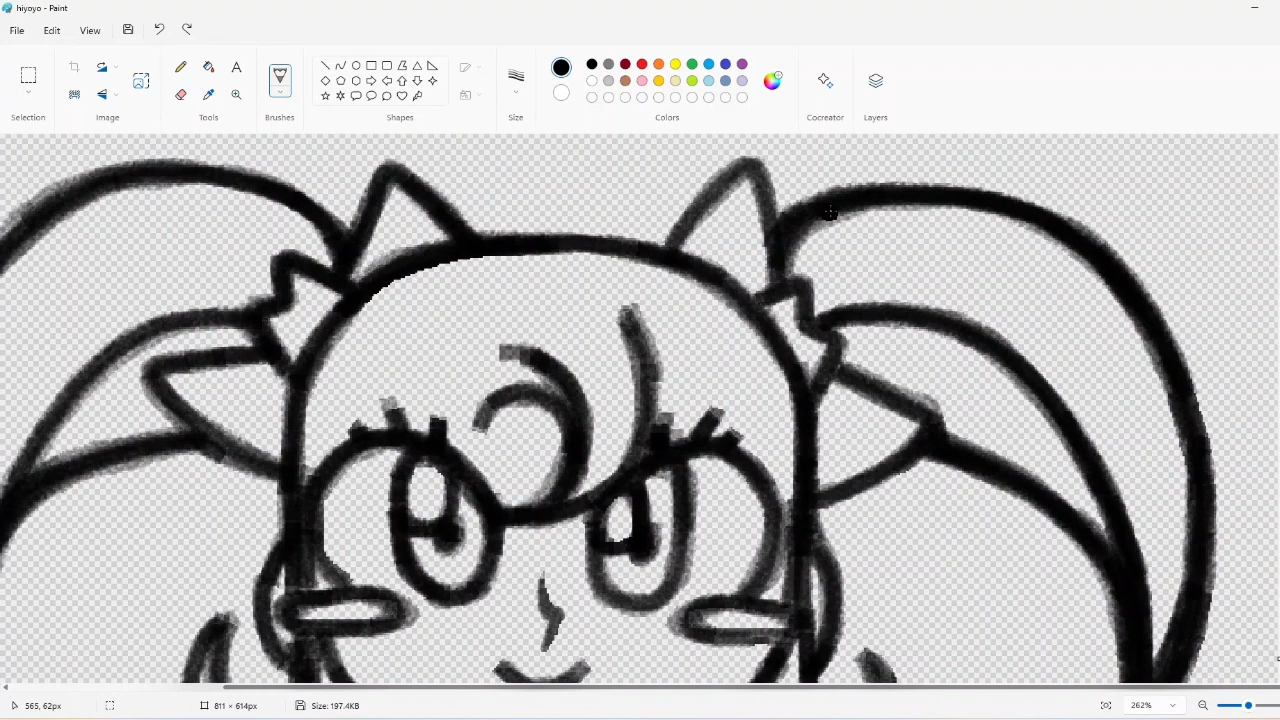 hiyoyo - Paint
File Edit View
Selection Image Tools Brushes Shapes Size Colors Cocreator Layers
565, 62px 811 × 614px Size: 197.4KB 262%